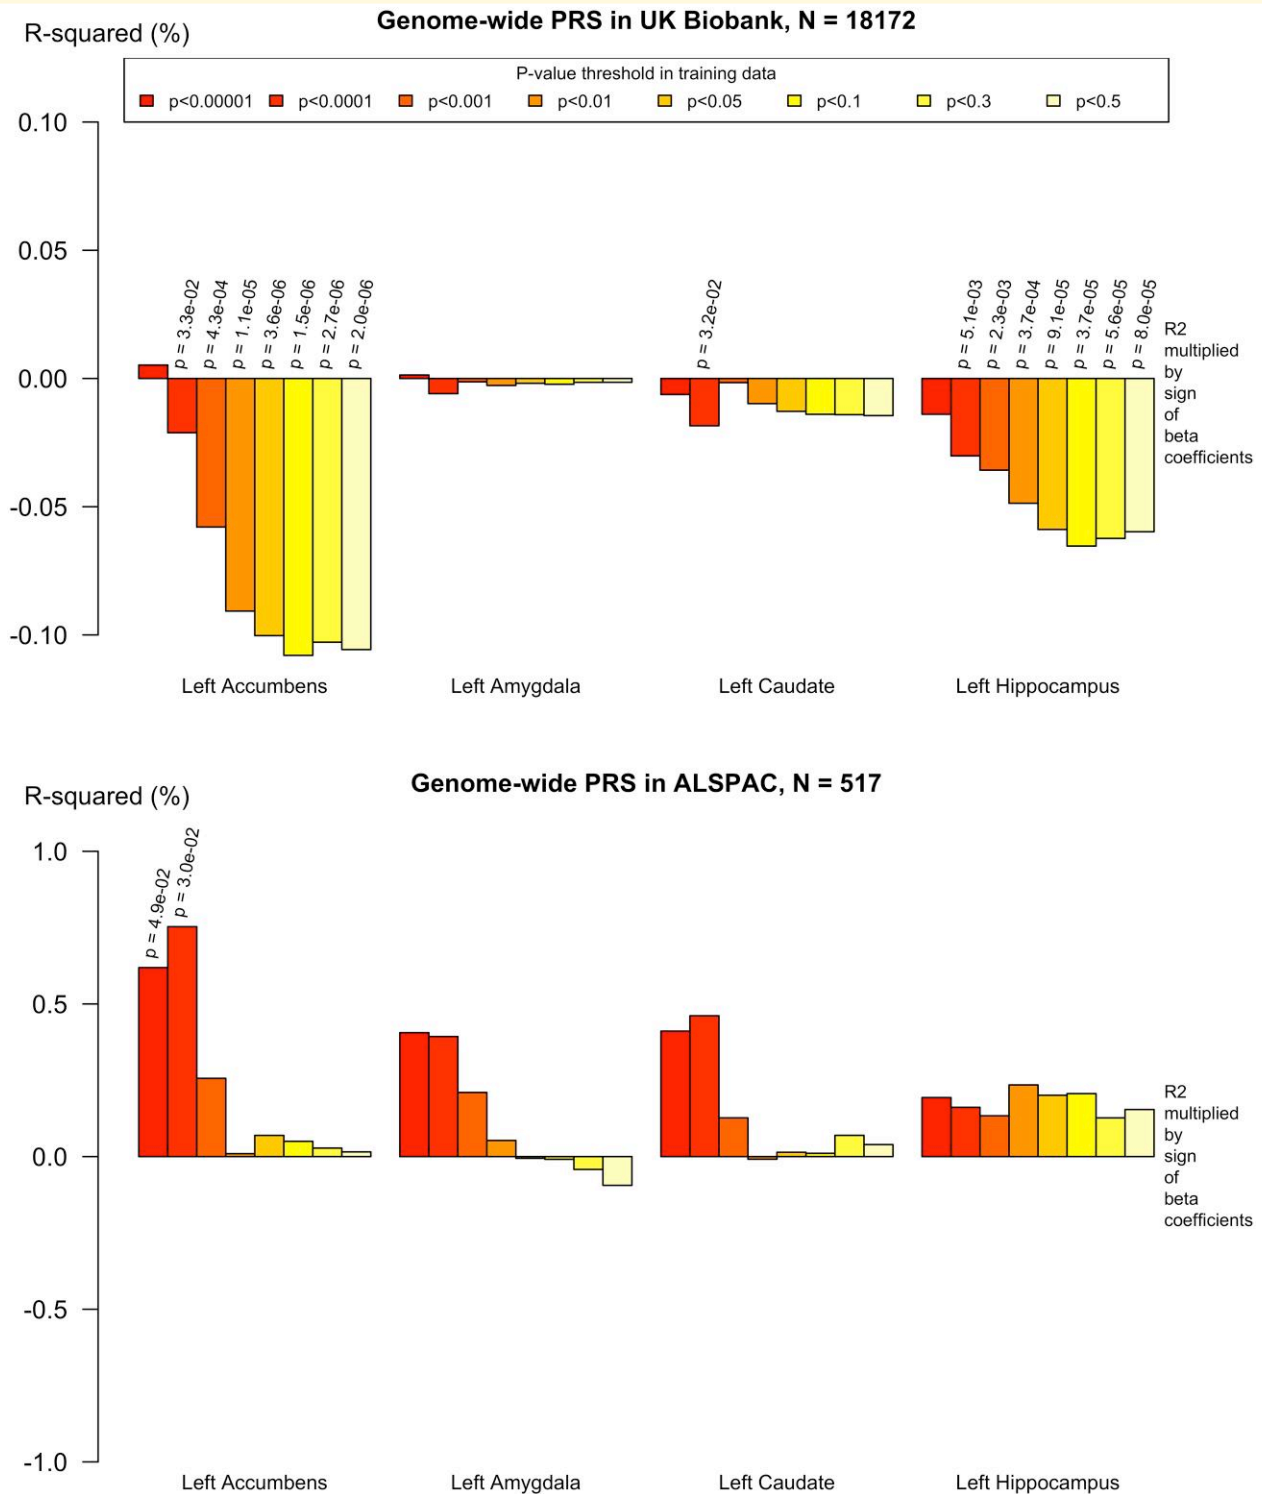 Genome-wide PRS in UK Biobank, N = 18172
R-squared (%)
P-value threshold in training data
p<0.00001 p<0.0001 p<0.001 p<0.01 p<0.05 p<0.1 p<0.3 p<0.5
0.10
0.05
0.00
-0.05
-0.10
p = 3.3e-02
p = 4.3e-04
p = 1.1e-05
p = 3.6e-06
p = 1.5e-06
p = 2.7e-06
p = 2.0e-06
p = 3.2e-02
p = 5.1e-03
p = 2.3e-03
p = 3.7e-04
p = 9.1e-05
p = 3.7e-05
p = 5.6e-05
p = 8.0e-05
R2
multiplied
by
sign
of
beta
coefficients
Left Accumbens Left Amygdala Left Caudate Left Hippocampus
Genome-wide PRS in ALSPAC, N = 517
R-squared (%)
1.0
0.5
0.0
-0.5
-1.0
p = 4.9e-02
p = 3.0e-02
R2
multiplied
by
sign
of
beta
coefficients
Left Accumbens Left Amygdala Left Caudate Left Hippocampus